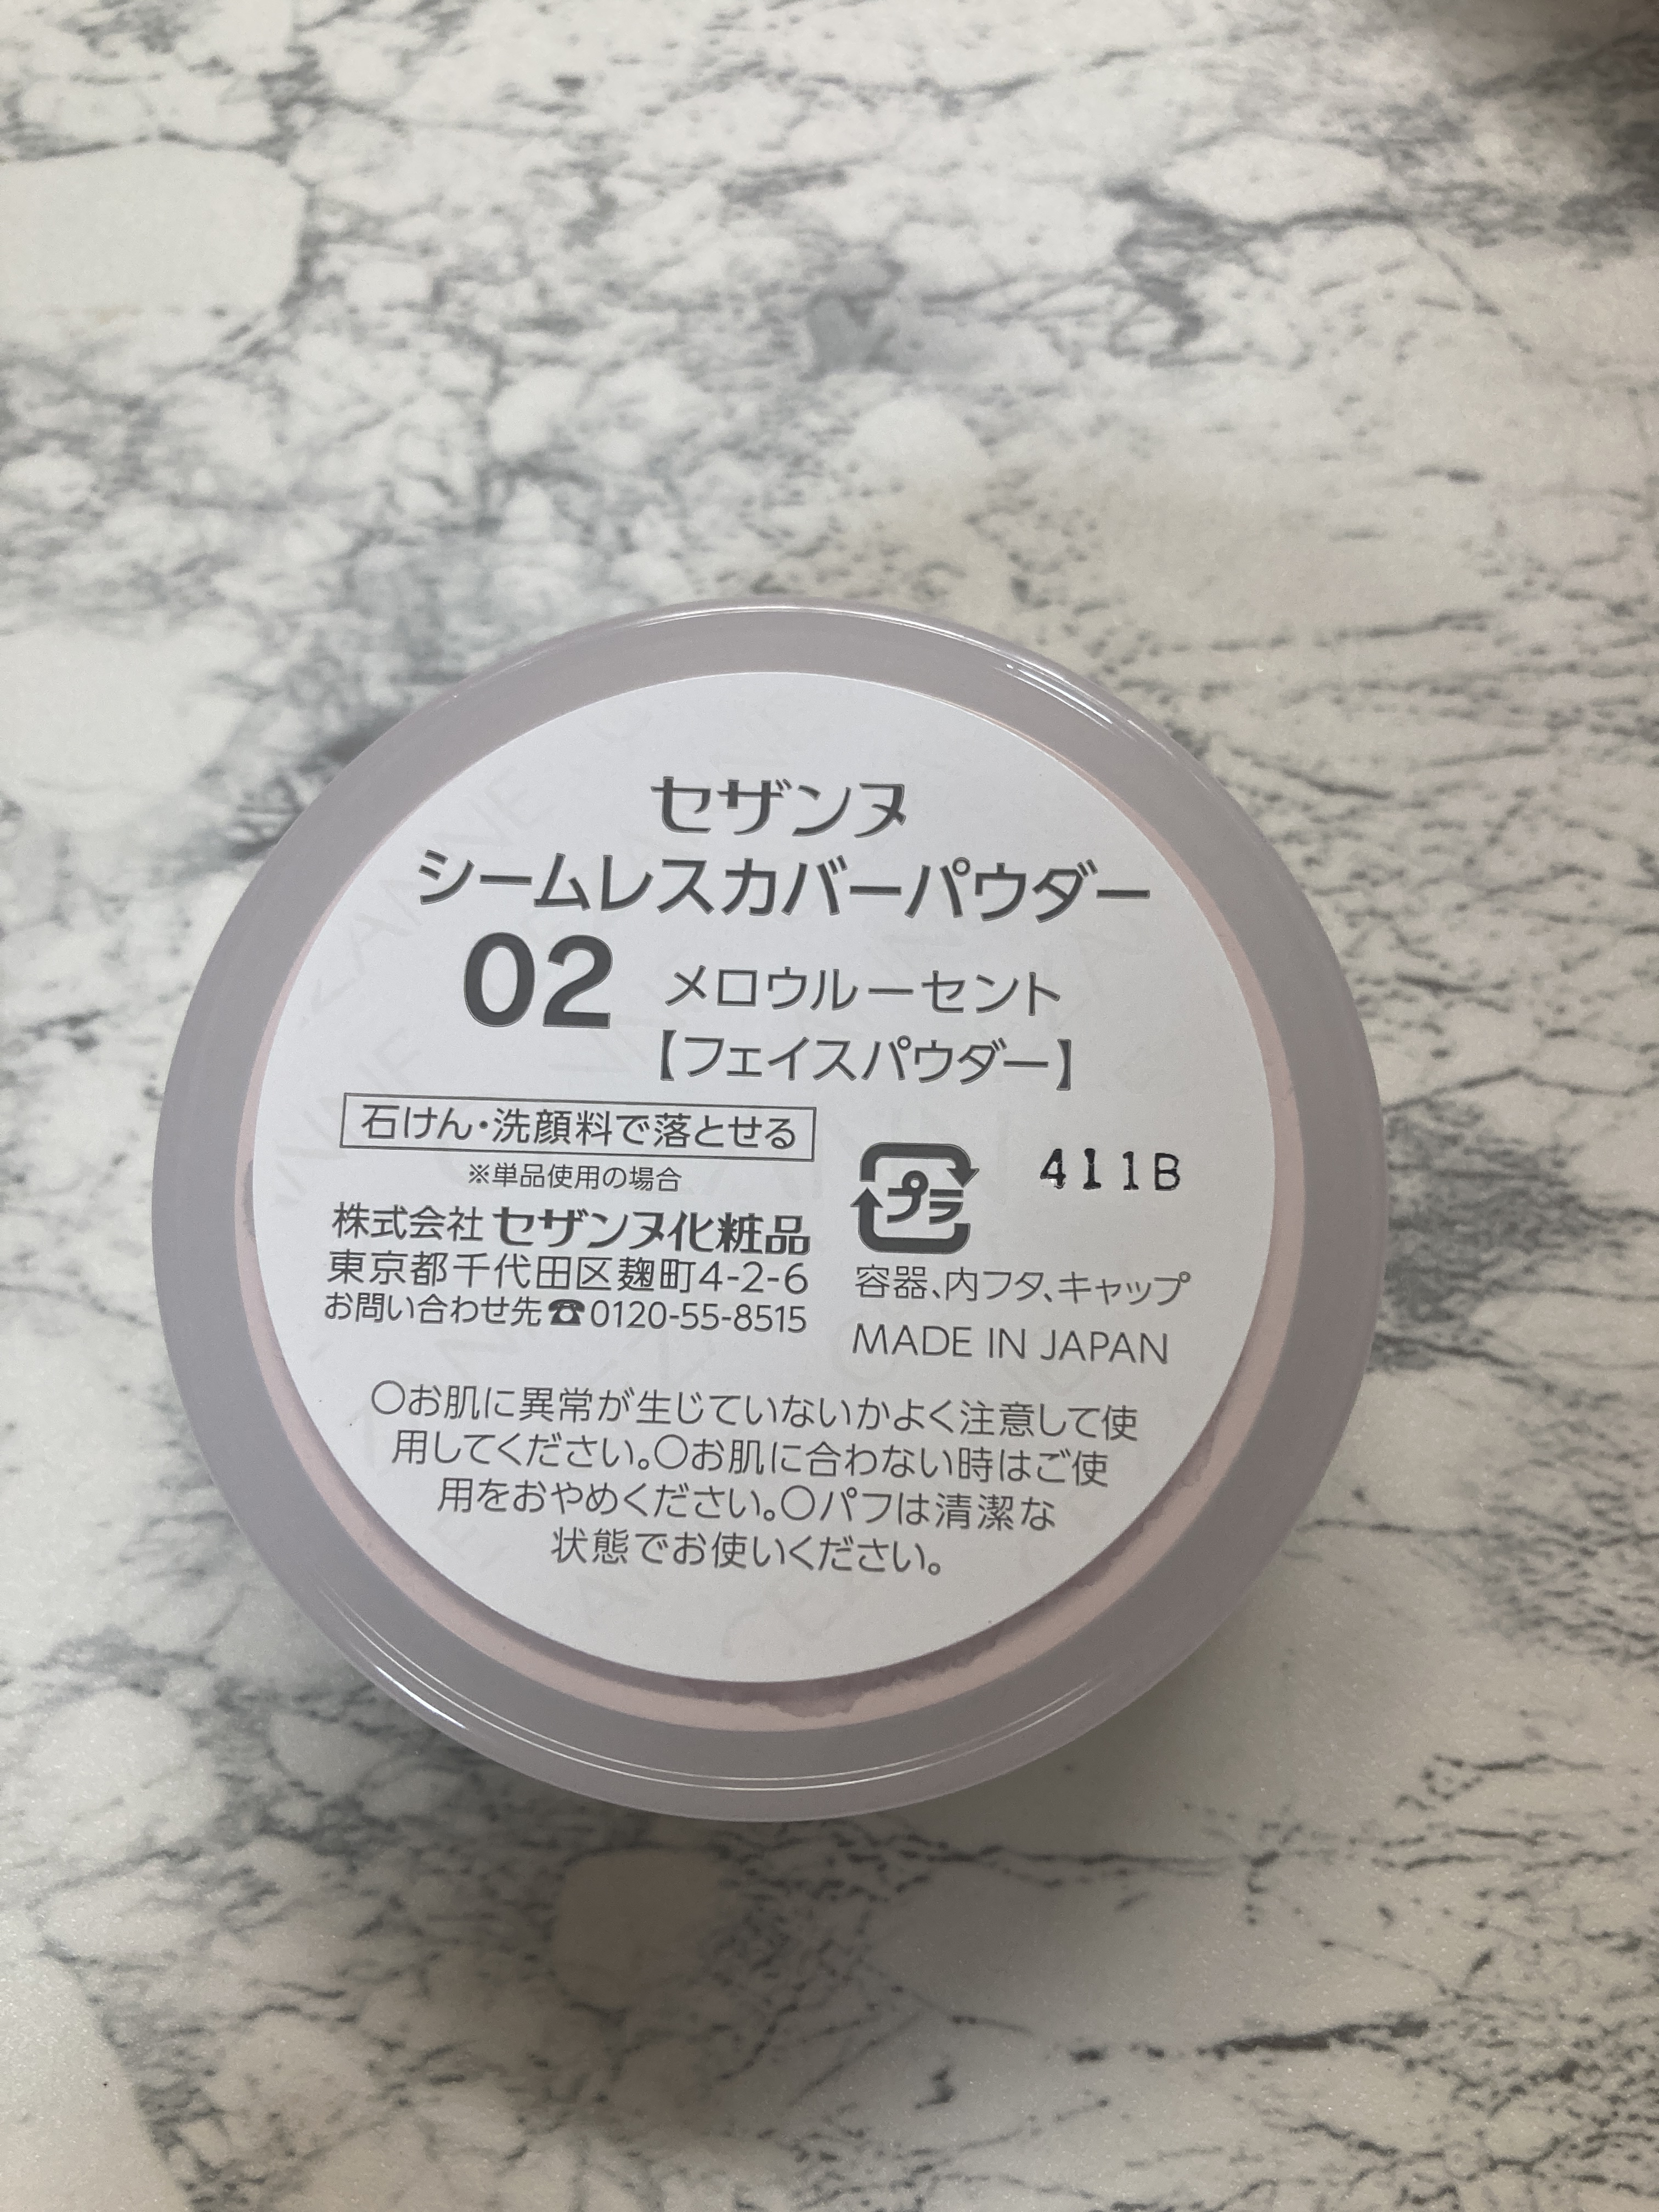 セザンヌ
シームレスカバーパウダー
02 メロウルーセント
【フェイスパウダー】
石けん・洗顔料で落とせる
※単品使用の場合
株式会社 セザンヌ化粧品
東京都千代田区麹町4-2-6
お問い合わせ先☎0120-55-8515
プラ
411B
容器、内フタ、キャップ
MADE IN JAPAN
○お肌に異常が生じていないかよく注意して使
用してください。○お肌に合わない時はご使
用をおやめください。○パフは清潔な
状態でお使いください。